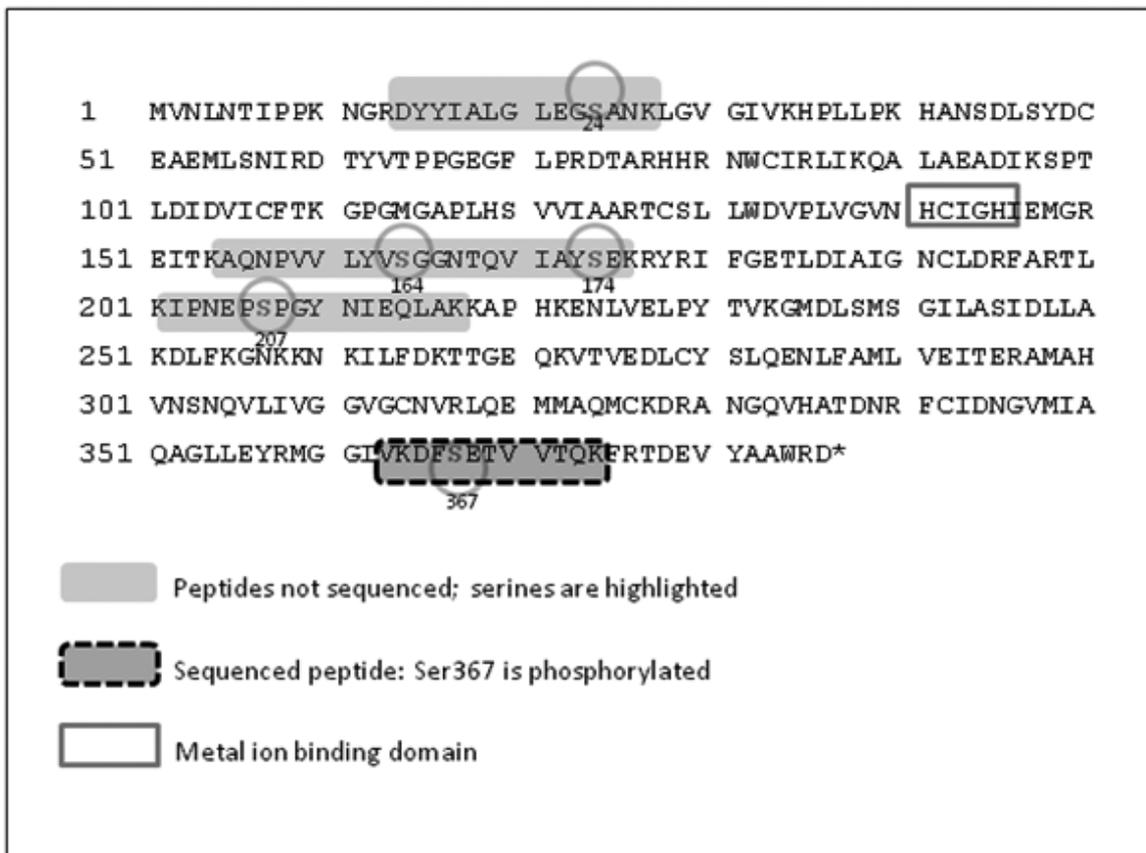 1 MVNLNTIPPK NGRDYYIALG LEGSANKLGV GIVKHPLLPK HANSDLSYDC
24
51 EAEMLSNIRD TYVTPPGEGF LPRDTARHHR NWCIRLIKQA LAEADIKSPT
101 LDIDVICFTK GPGMGAPLHS VVIAARTCSL LWDVPLVGVN HCIGHIEMGR
151 EITKAQNPVV LYVSGGNTQV IAYSEKRYRI FGETLDIAIG NCLDRFARTL
164 174
201 KIPNEPSPGY NIEQLAKKAP HKENLVELPY TVKGMDLSMS GILASIDLLA
207
251 KDLFKGNKKN KILFDKTTGE QKVTVEDLCY SLQENLFAML VEITERAMAH
301 VNSNQVLIVG GVGCNVRLQE MMAQMCKDRA NGQVHATDNR FCIDNGVMIA
351 QAGLLEYRMG GIVKDFSETV VTQKFRTDEV YAAWRD*
367
Peptides not sequenced; serines are highlighted
Sequenced peptide: Ser367 is phosphorylated
Metal ion binding domain